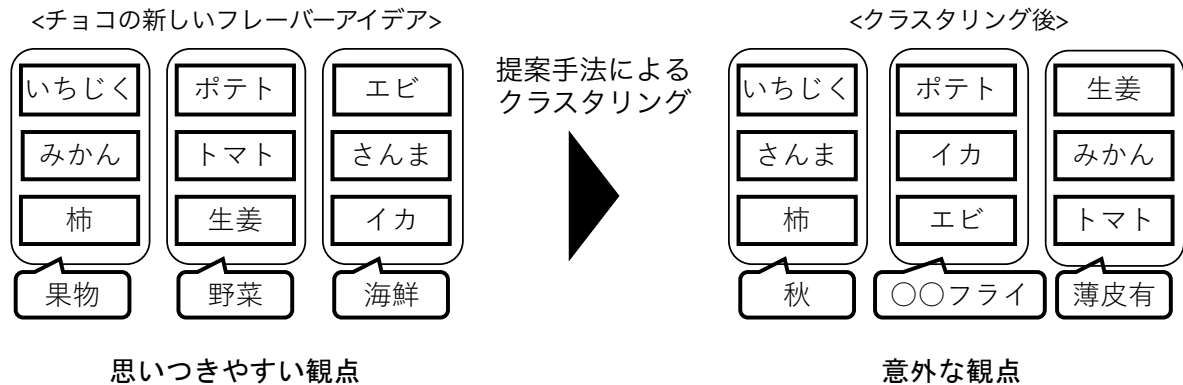 <チョコの新しいフレーバーアイデア>
いちじく
みかん
柿
果物
ポテト
トマト
生姜
野菜
エビ
さんま
イカ
海鮮
思いつきやすい観点
提案手法による
クラスタリング
<クラスタリング後>
いちじく
さんま
柿
秋
ポテト
イカ
エビ
〇〇フライ
生姜
みかん
トマト
薄皮有
意外な観点